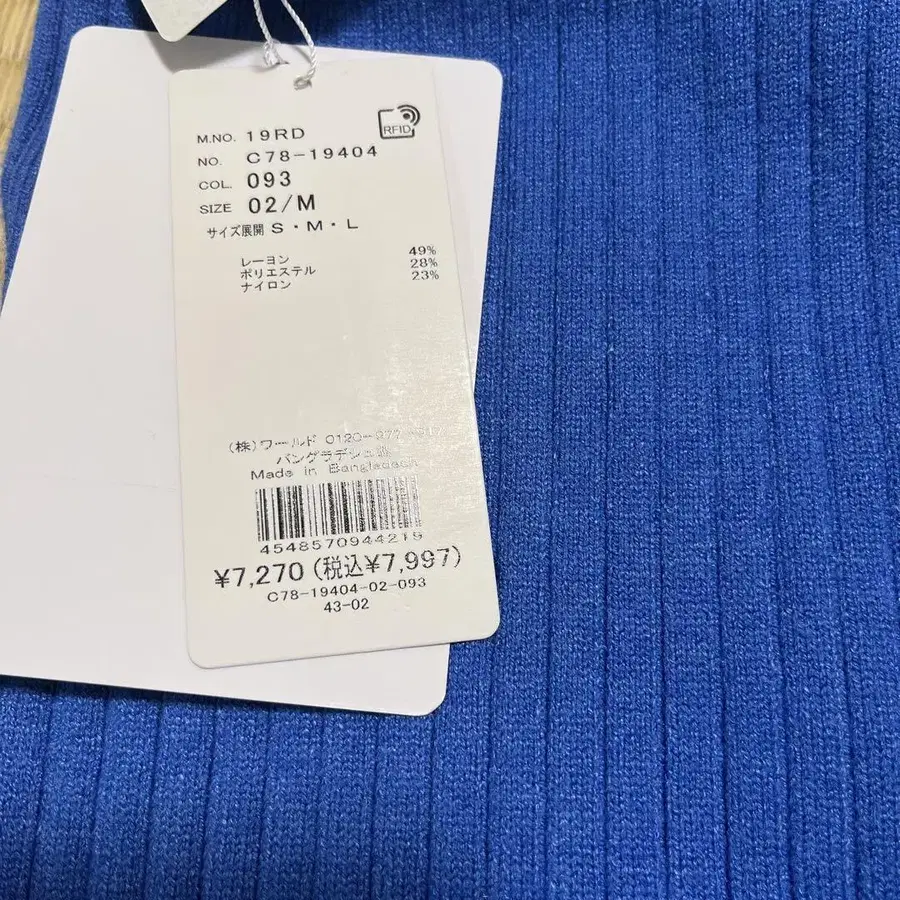 M.NO. 19RD
RFID
NO. C78-19404
COL. 093
SIZE 02/M
サイズ展開 S・M・L
レーヨン 49%
ポリエステル 28%
ナイロン 23%
(株)ワールド 0120-
バングラデシュ製
Made in Bangladesh
4548570944219
¥7,270(税込¥7,997)
C78-19404-02-093
43-02